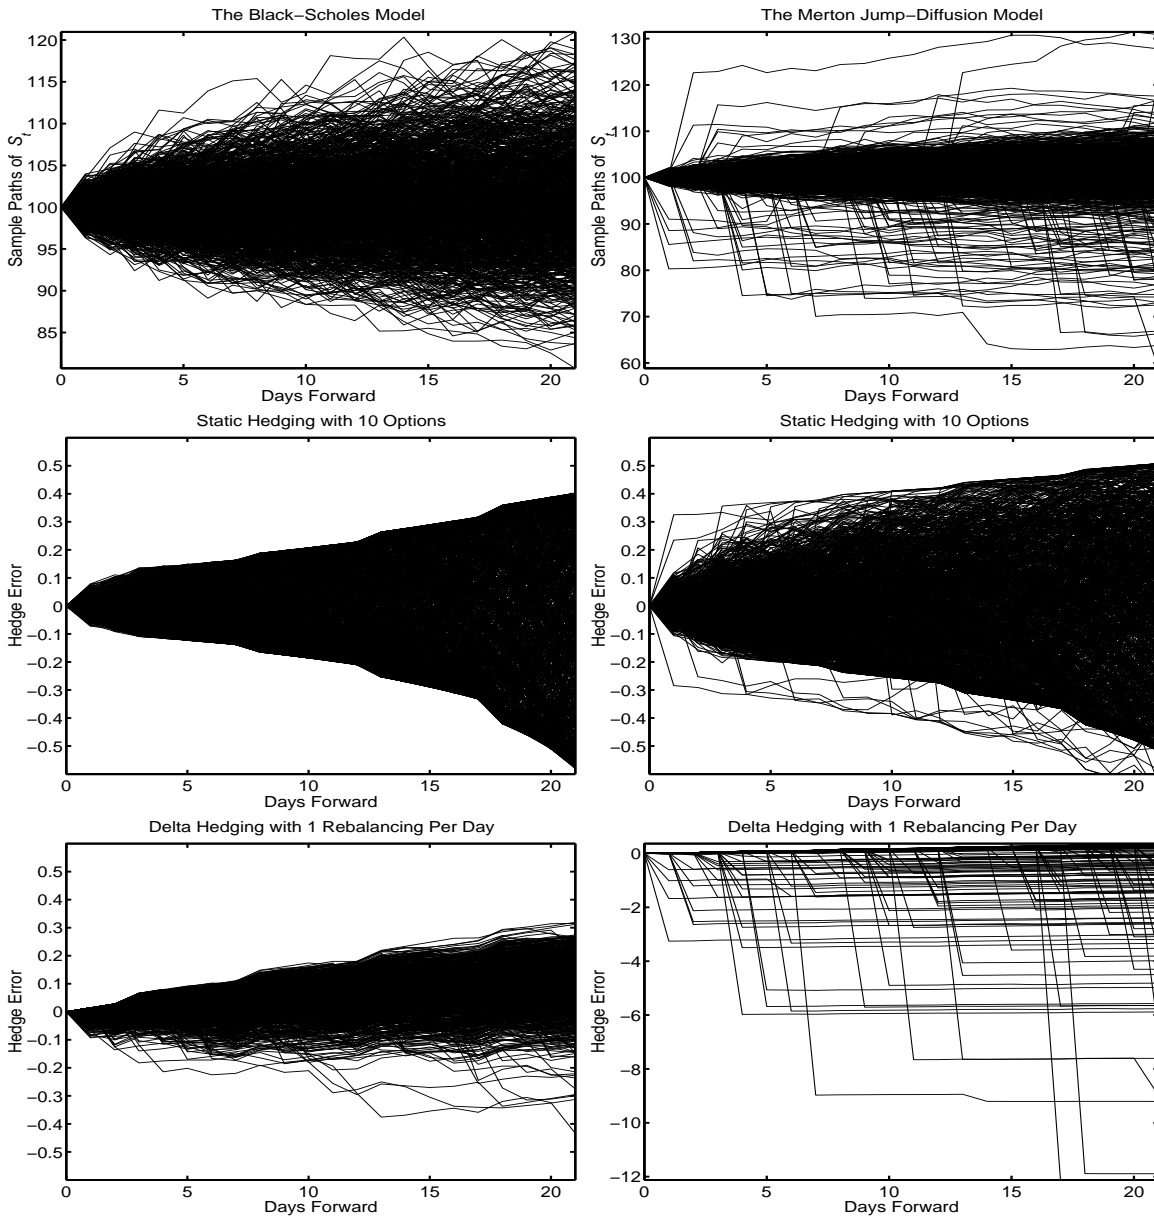 The Black−Scholes Model
Sample Paths of S_t
120
115
110
105
100
95
90
85
0 5 10 15 20
Days Forward
The Merton Jump−Diffusion Model
Sample Paths of S_t
130
120
110
100
90
80
70
60
0 5 10 15 20
Days Forward
Static Hedging with 10 Options
Hedge Error
0.5
0.4
0.3
0.2
0.1
0
−0.1
−0.2
−0.3
−0.4
−0.5
0 5 10 15 20
Days Forward
Static Hedging with 10 Options
Hedge Error
0.5
0.4
0.3
0.2
0.1
0
−0.1
−0.2
−0.3
−0.4
−0.5
0 5 10 15 20
Days Forward
Delta Hedging with 1 Rebalancing Per Day
Hedge Error
0.5
0.4
0.3
0.2
0.1
0
−0.1
−0.2
−0.3
−0.4
−0.5
0 5 10 15 20
Days Forward
Delta Hedging with 1 Rebalancing Per Day
Hedge Error
0
−2
−4
−6
−8
−10
−12
0 5 10 15 20
Days Forward